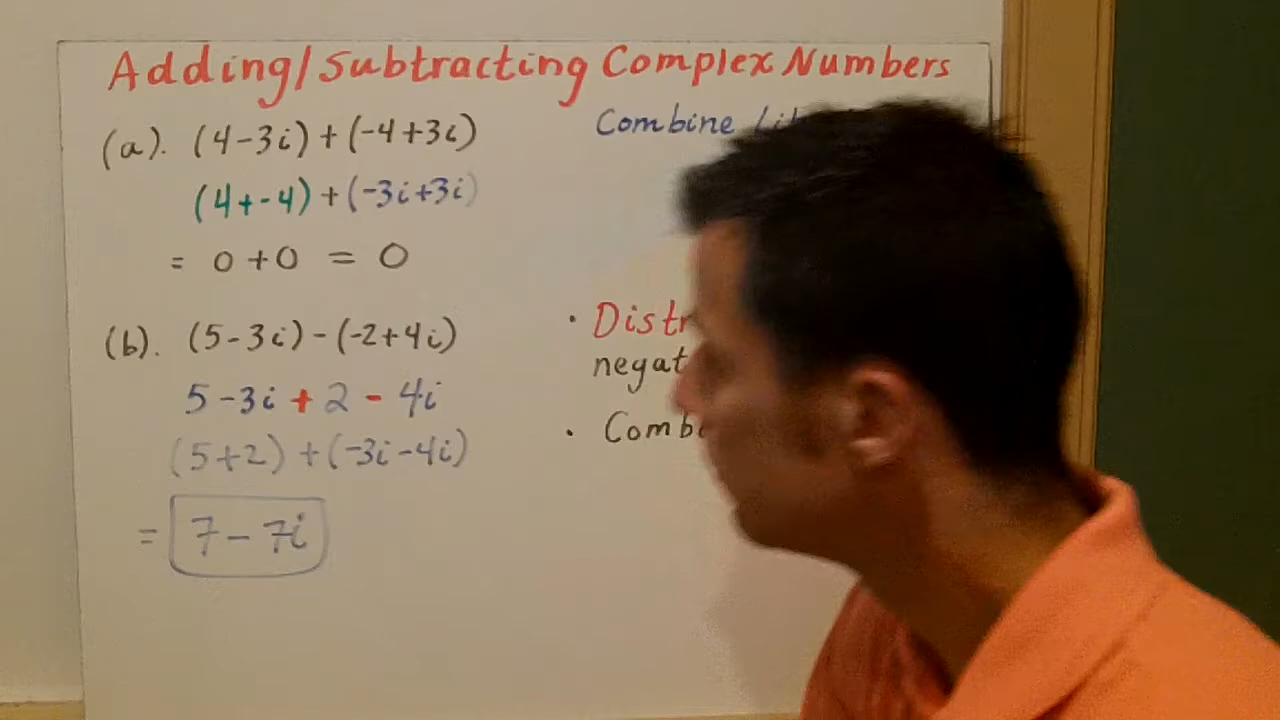 Adding/Subtracting Complex Numbers
(a). (4-3i)+(-4+3i)
(4+-4)+(-3i+3i)
= 0+0 = 0
(b). (5-3i)-(-2+4i)
5-3i+2-4i
(5+2)+(-3i-4i)
= 7-7i
Combine
•
•